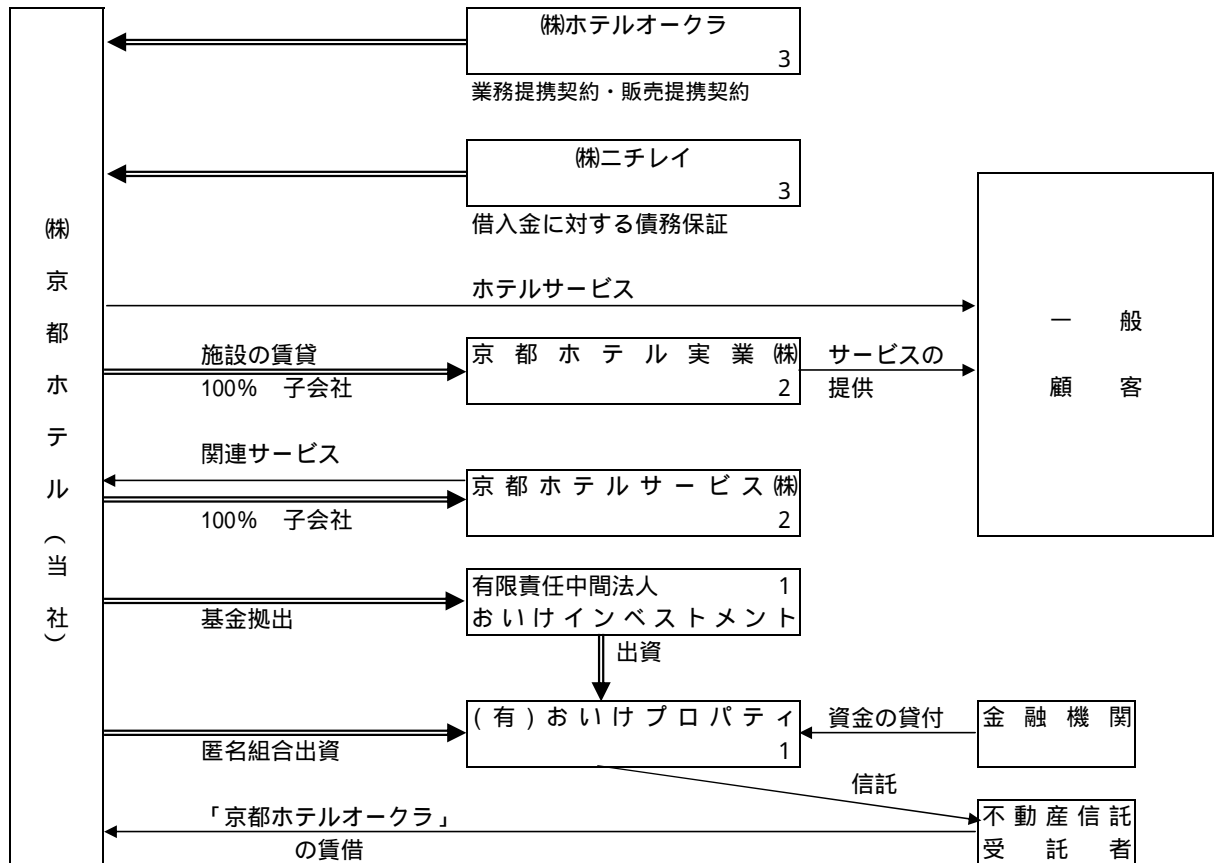 ㈱ホテルオークラ
3
業務提携契約・販売提携契約
㈱ニチレイ
3
借入金に対する債務保証
㈱京都ホテル（当社）
ホテルサービス
一般
顧客
施設の賃貸
100%　子会社
京都ホテル実業㈱
2
サービスの
提供
関連サービス
100%　子会社
京都ホテルサービス㈱
2
有限責任中間法人　1
おいけインベストメント
基金拠出
出資
(有)おいけプロパティ
1
資金の貸付
金融機関
匿名組合出資
信託
「京都ホテルオークラ」
の賃借
不動産信託
受託者